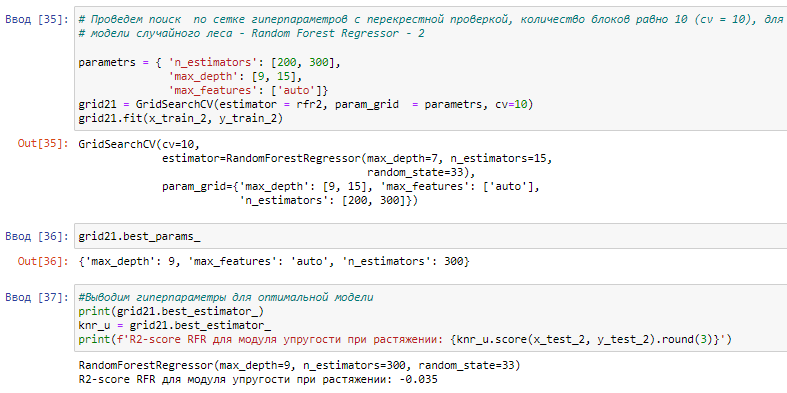 Ввод [35]: # Проведем поиск  по сетке гиперпараметров с перекрестной проверкой, количество блоков равно 10 (cv = 10), для
# модели случайного леса - Random Forest Regressor - 2
parametrs = { 'n_estimators': [200, 300],
'max_depth': [9, 15],
'max_features': ['auto']}
grid21 = GridSearchCV(estimator = rfr2, param_grid  = parametrs, cv=10)
grid21.fit(x_train_2, y_train_2)
Out[35]: GridSearchCV(cv=10,
estimator=RandomForestRegressor(max_depth=7, n_estimators=15,
random_state=33),
param_grid={'max_depth': [9, 15], 'max_features': ['auto'],
'n_estimators': [200, 300]})
Ввод [36]: grid21.best_params_
Out[36]: {'max_depth': 9, 'max_features': 'auto', 'n_estimators': 300}
Ввод [37]: #Выводим гиперпараметры для оптимальной модели
print(grid21.best_estimator_)
knr_u = grid21.best_estimator_
print(f'R2-score RFR для модуля упругости при растяжении: {knr_u.score(x_test_2, y_test_2).round(3)}')
RandomForestRegressor(max_depth=9, n_estimators=300, random_state=33)
R2-score RFR для модуля упругости при растяжении: -0.035